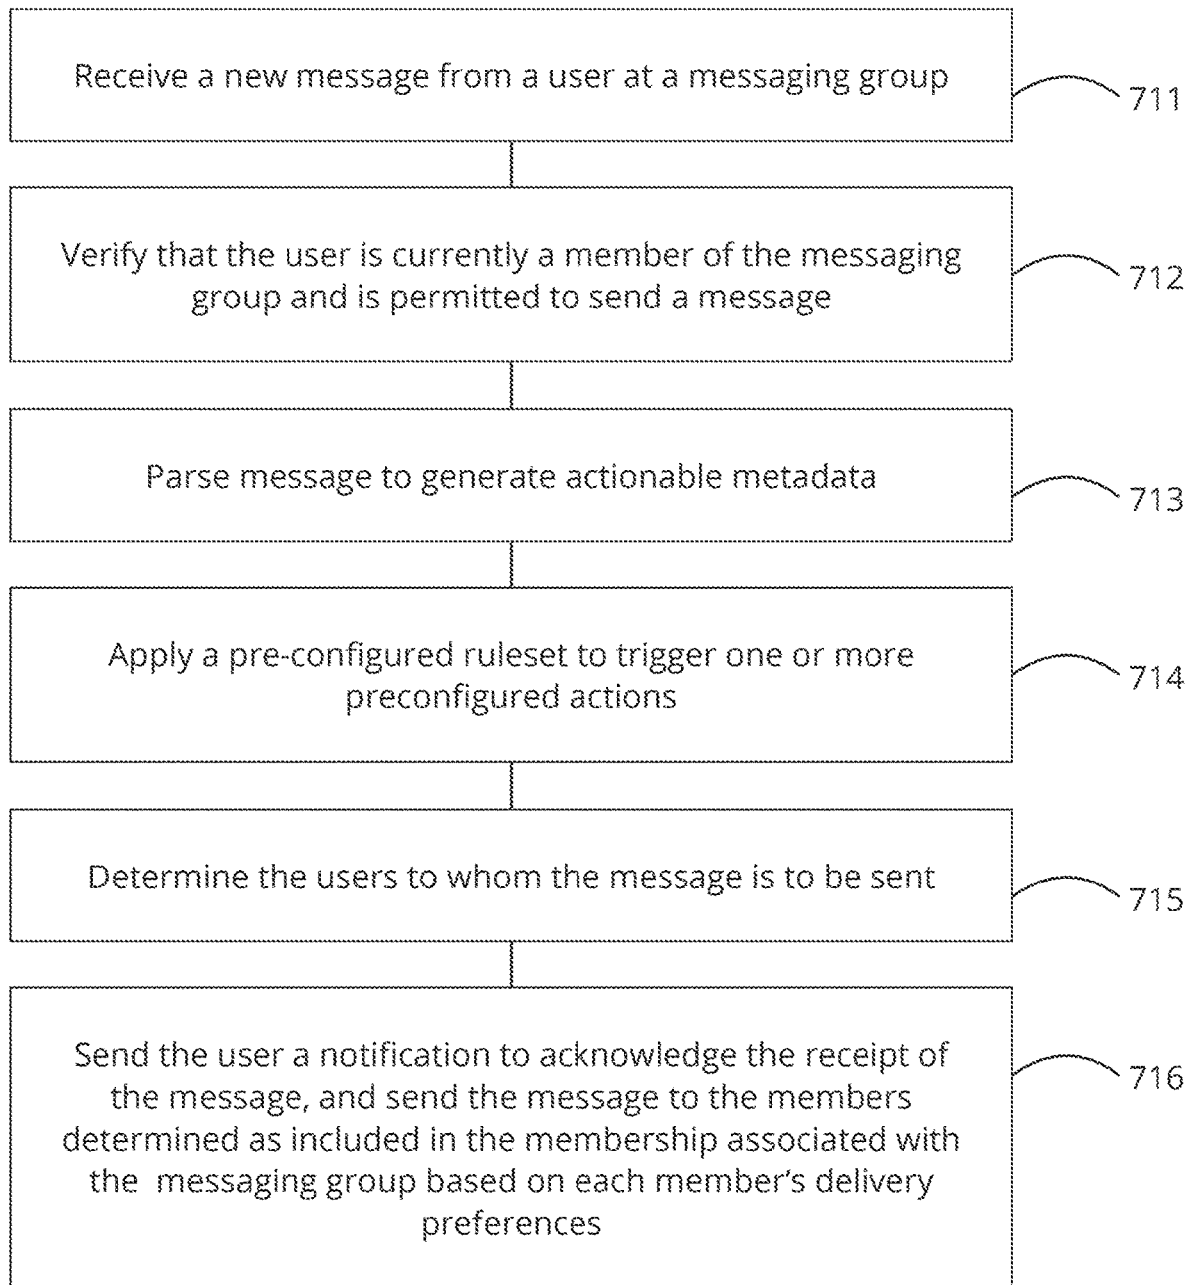 Receive a new message from a user at a messaging group
711
Verify that the user is currently a member of the messaging
group and is permitted to send a message
712
Parse message to generate actionable metadata
713
Apply a pre-configured ruleset to trigger one or more
preconfigured actions
714
Determine the users to whom the message is to be sent
715
Send the user a notification to acknowledge the receipt of
the message, and send the message to the members
determined as included in the membership associated with
the messaging group based on each member's delivery
preferences
716